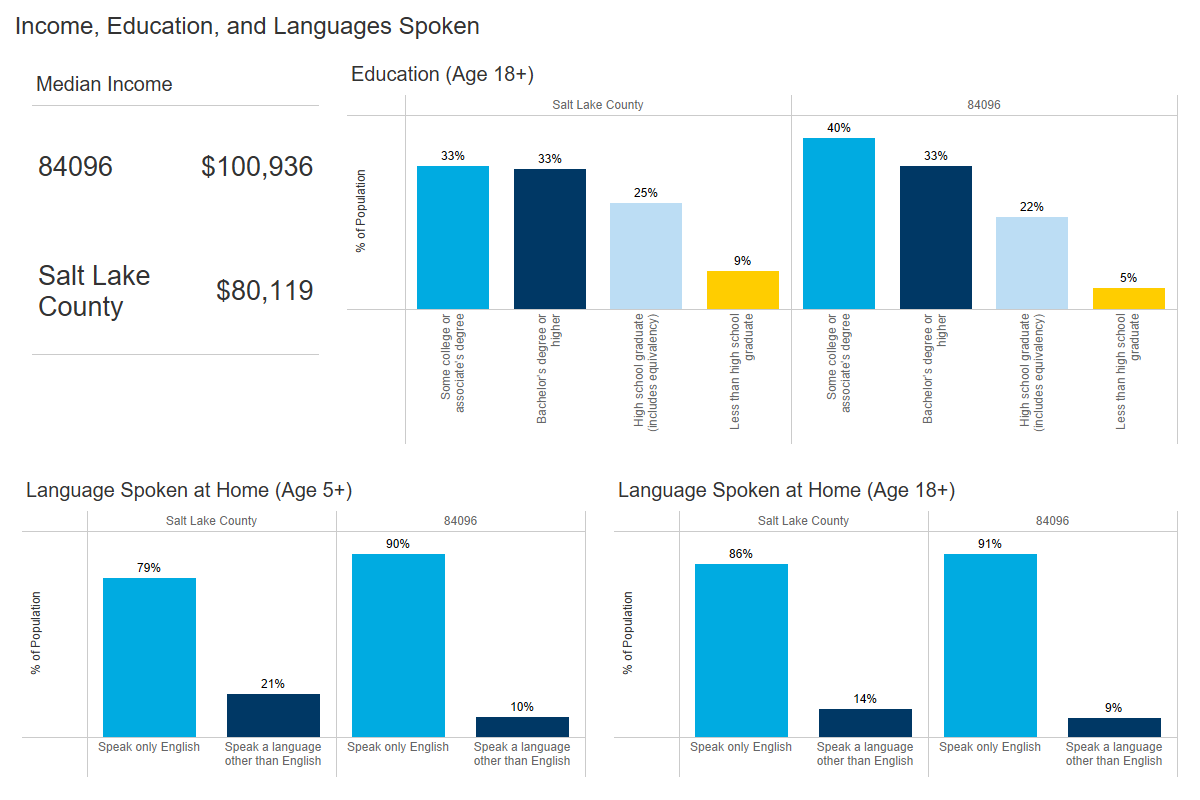 Income, Education, and Languages Spoken
Median Income
84096 $100,936
Salt Lake
County
$80,119
Education (Age 18+)
Salt Lake County 84096
% of Population
33% 33% 25% 9% 40% 33% 22% 5%
Some college or
associate's degree
Bachelor's degree or
higher
High school graduate
(includes equivalency)
Less than high school
graduate
Some college or
associate's degree
Bachelor's degree or
higher
High school graduate
(includes equivalency)
Less than high school
graduate
Language Spoken at Home (Age 5+)
Salt Lake County 84096
% of Population
79% 21% 90% 10%
Speak only English
Speak a language
other than English
Speak only English
Speak a language
other than English
Language Spoken at Home (Age 18+)
Salt Lake County 84096
% of Population
86% 14% 91% 9%
Speak only English
Speak a language
other than English
Speak only English
Speak a language
other than English